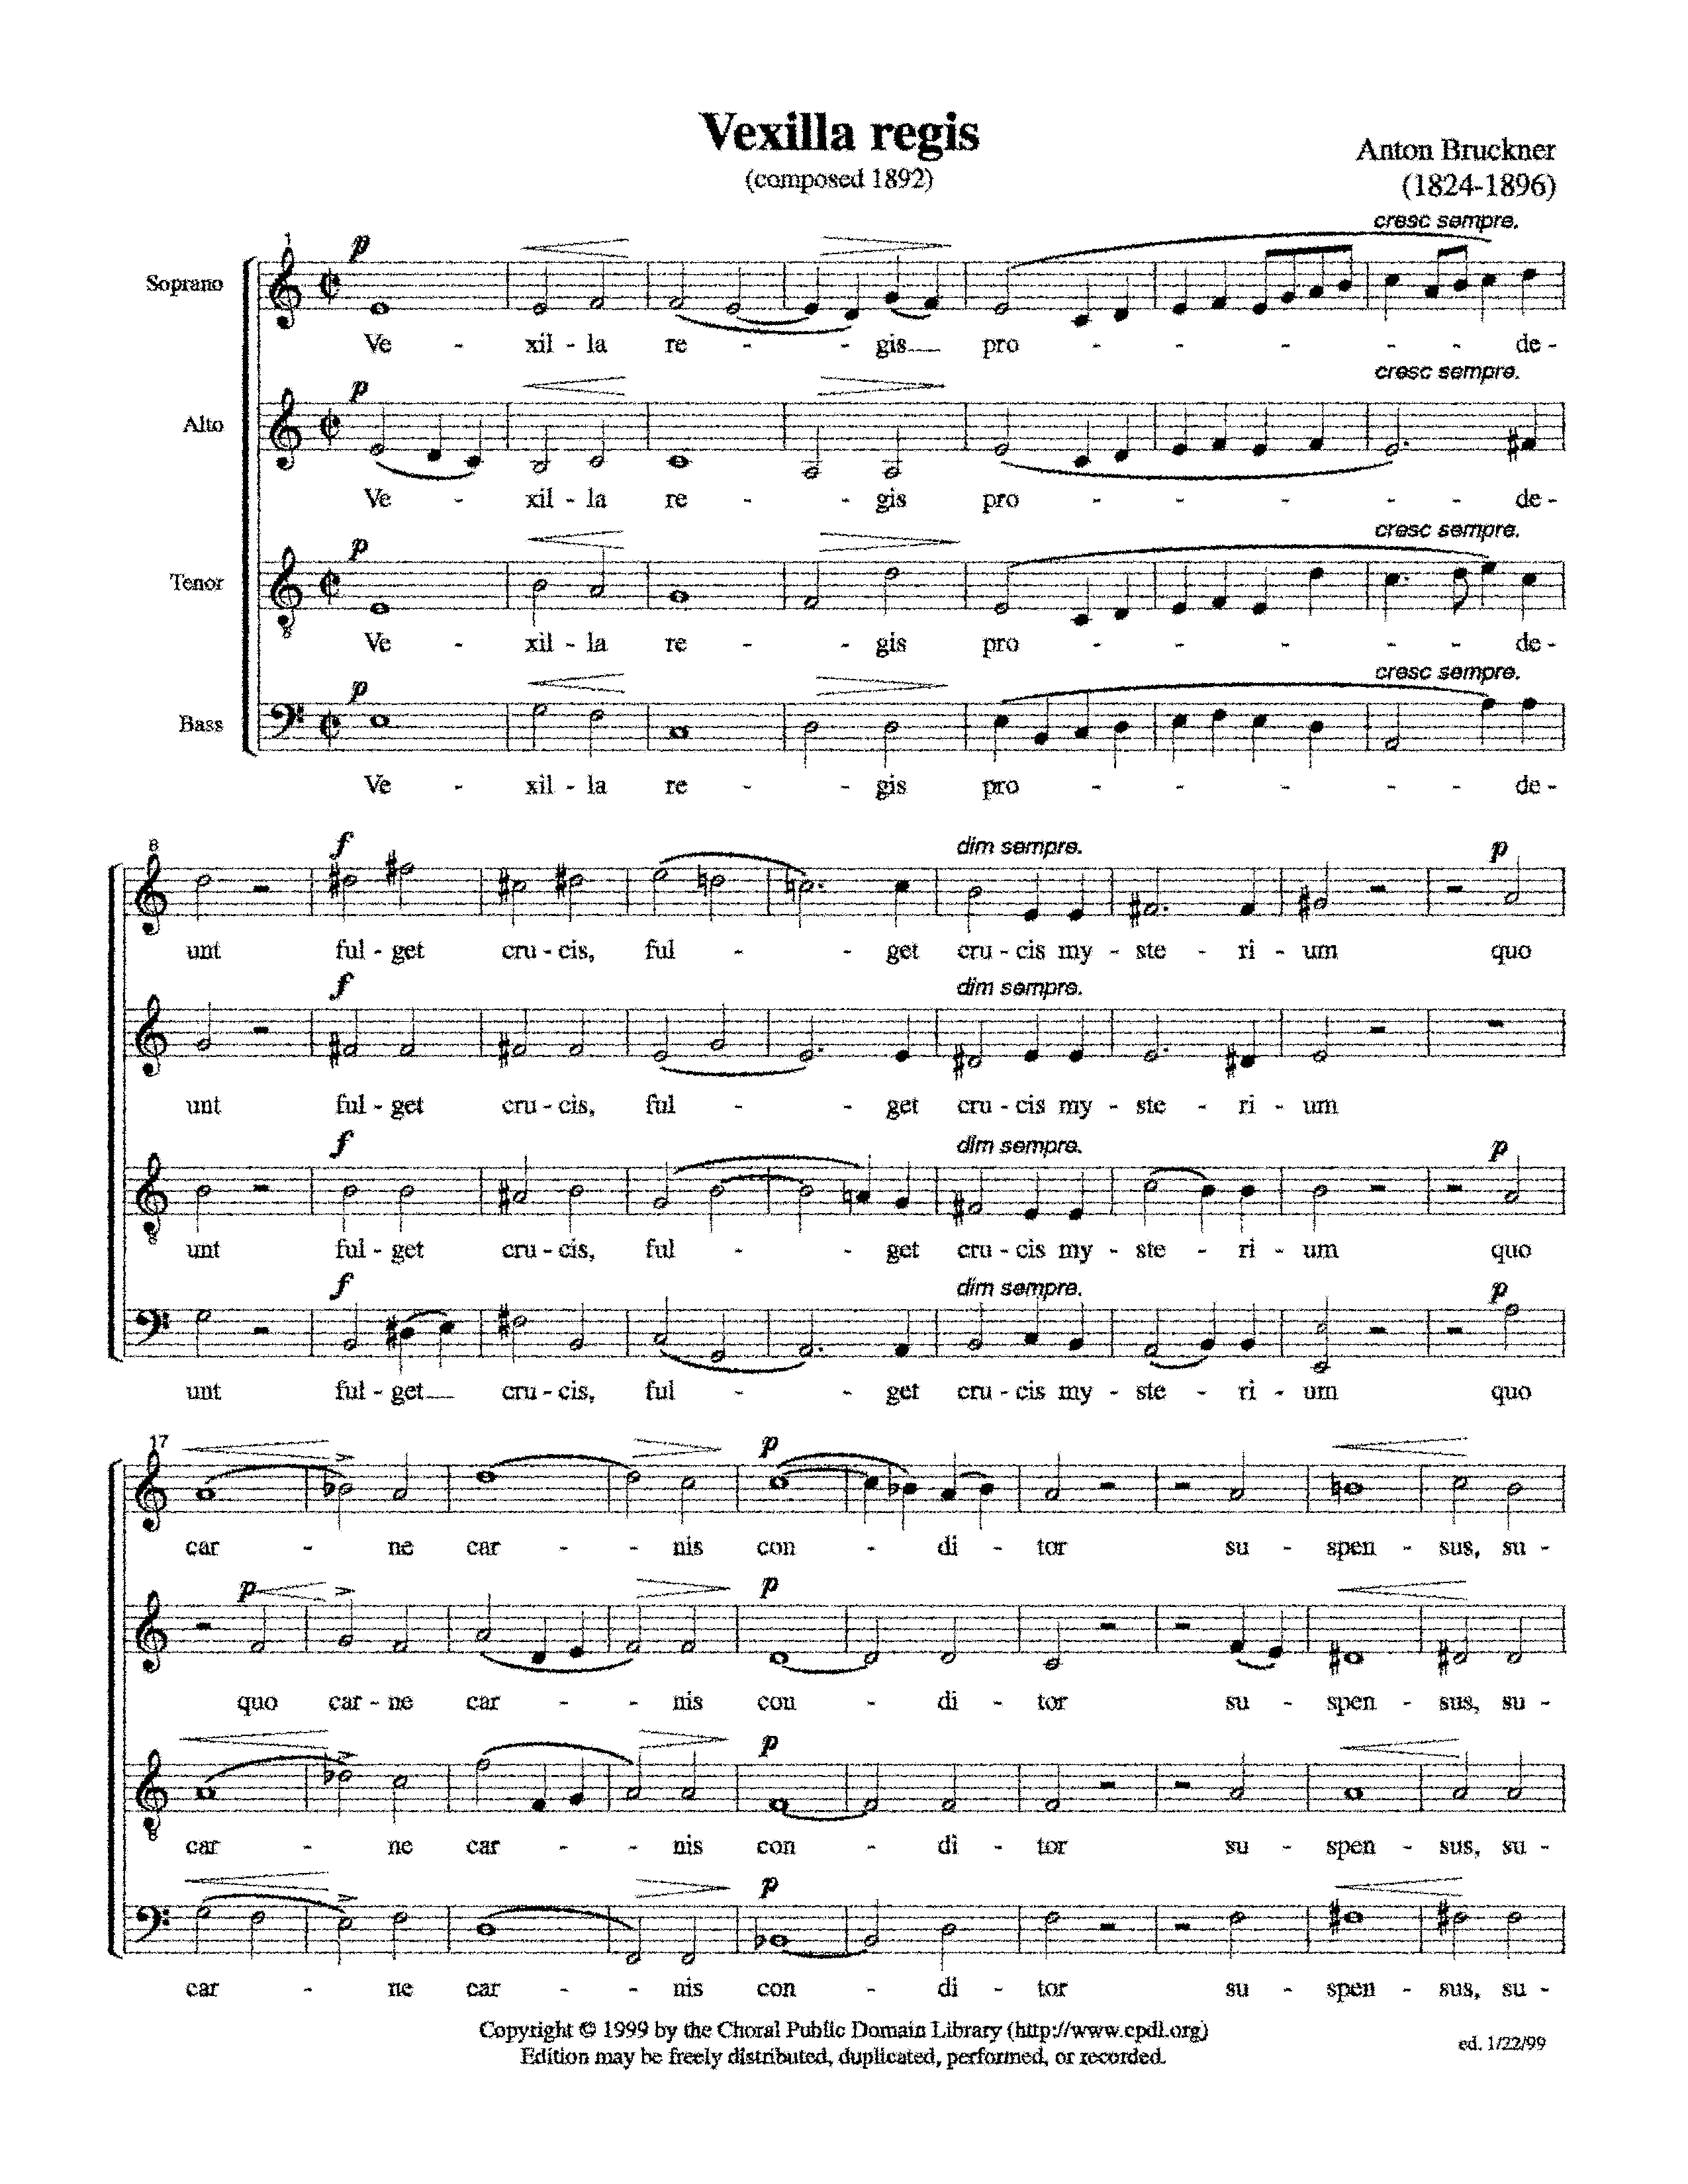 Vexilla regis
(composed 1892)
Anton Bruckner
(1824-1896)
cresc sempre.
1
p
Soprano
Ve - xil - la re - - gis pro - - - - - - de -
cresc sempre.
p
Alto
Ve - xil - la re - - gis pro - - - - - - de -
cresc sempre.
p
Tenor
Ve - xil - la re - - gis pro - - - - - - de -
cresc sempre.
p
Bass
Ve - xil - la re - - gis pro - - - - - - de -
8 f dim sempre. p
unt ful - get cru - cis, ful - - get cru - cis my - ste - ri - um quo
f dim sempre.
unt ful - get cru - cis, ful - - get cru - cis my - ste - ri - um
f dim sempre. p
unt ful - get cru - cis, ful - - get cru - cis my - ste - ri - um quo
f dim sempre. p
unt ful - get cru - cis, ful - - get cru - cis my - ste - ri - um quo
17 p
car - ne car - - nis con - di - tor su - spen - sus, su -
p p
quo car - ne car - - nis con - di - tor su - spen - sus, su -
p
car - ne car - - nis con - di - tor su - spen - sus, su -
p
car - ne car - - nis con - di - tor su - spen - sus, su -
Copyright © 1999 by the Choral Public Domain Library (http://www.cpdl.org)
Edition may be freely distributed, duplicated, performed, or recorded.
ed. 1/22/99